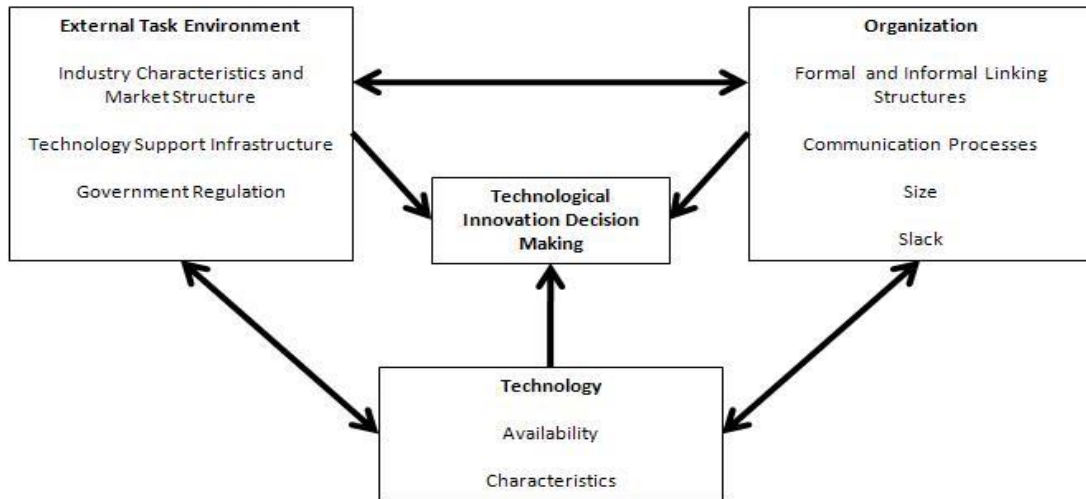 External Task Environment
Industry Characteristics and
Market Structure
Technology Support Infrastructure
Government Regulation
Organization
Formal and Informal Linking
Structures
Communication Processes
Size
Slack
Technological
Innovation Decision
Making
Technology
Availability
Characteristics